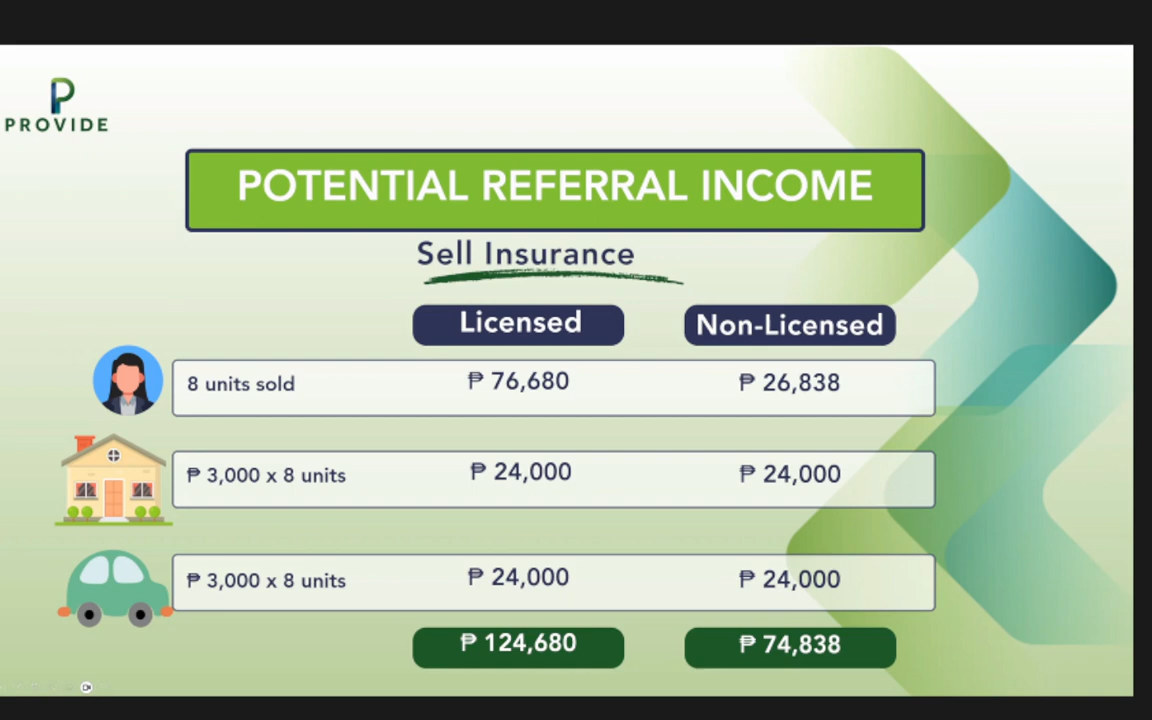 PROVIDE
POTENTIAL REFERRAL INCOME
Sell Insurance
Licensed Non-Licensed
8 units sold ₱ 76,680 ₱ 26,838
₱ 3,000 x 8 units ₱ 24,000 ₱ 24,000
₱ 3,000 x 8 units ₱ 24,000 ₱ 24,000
₱ 124,680 ₱ 74,838